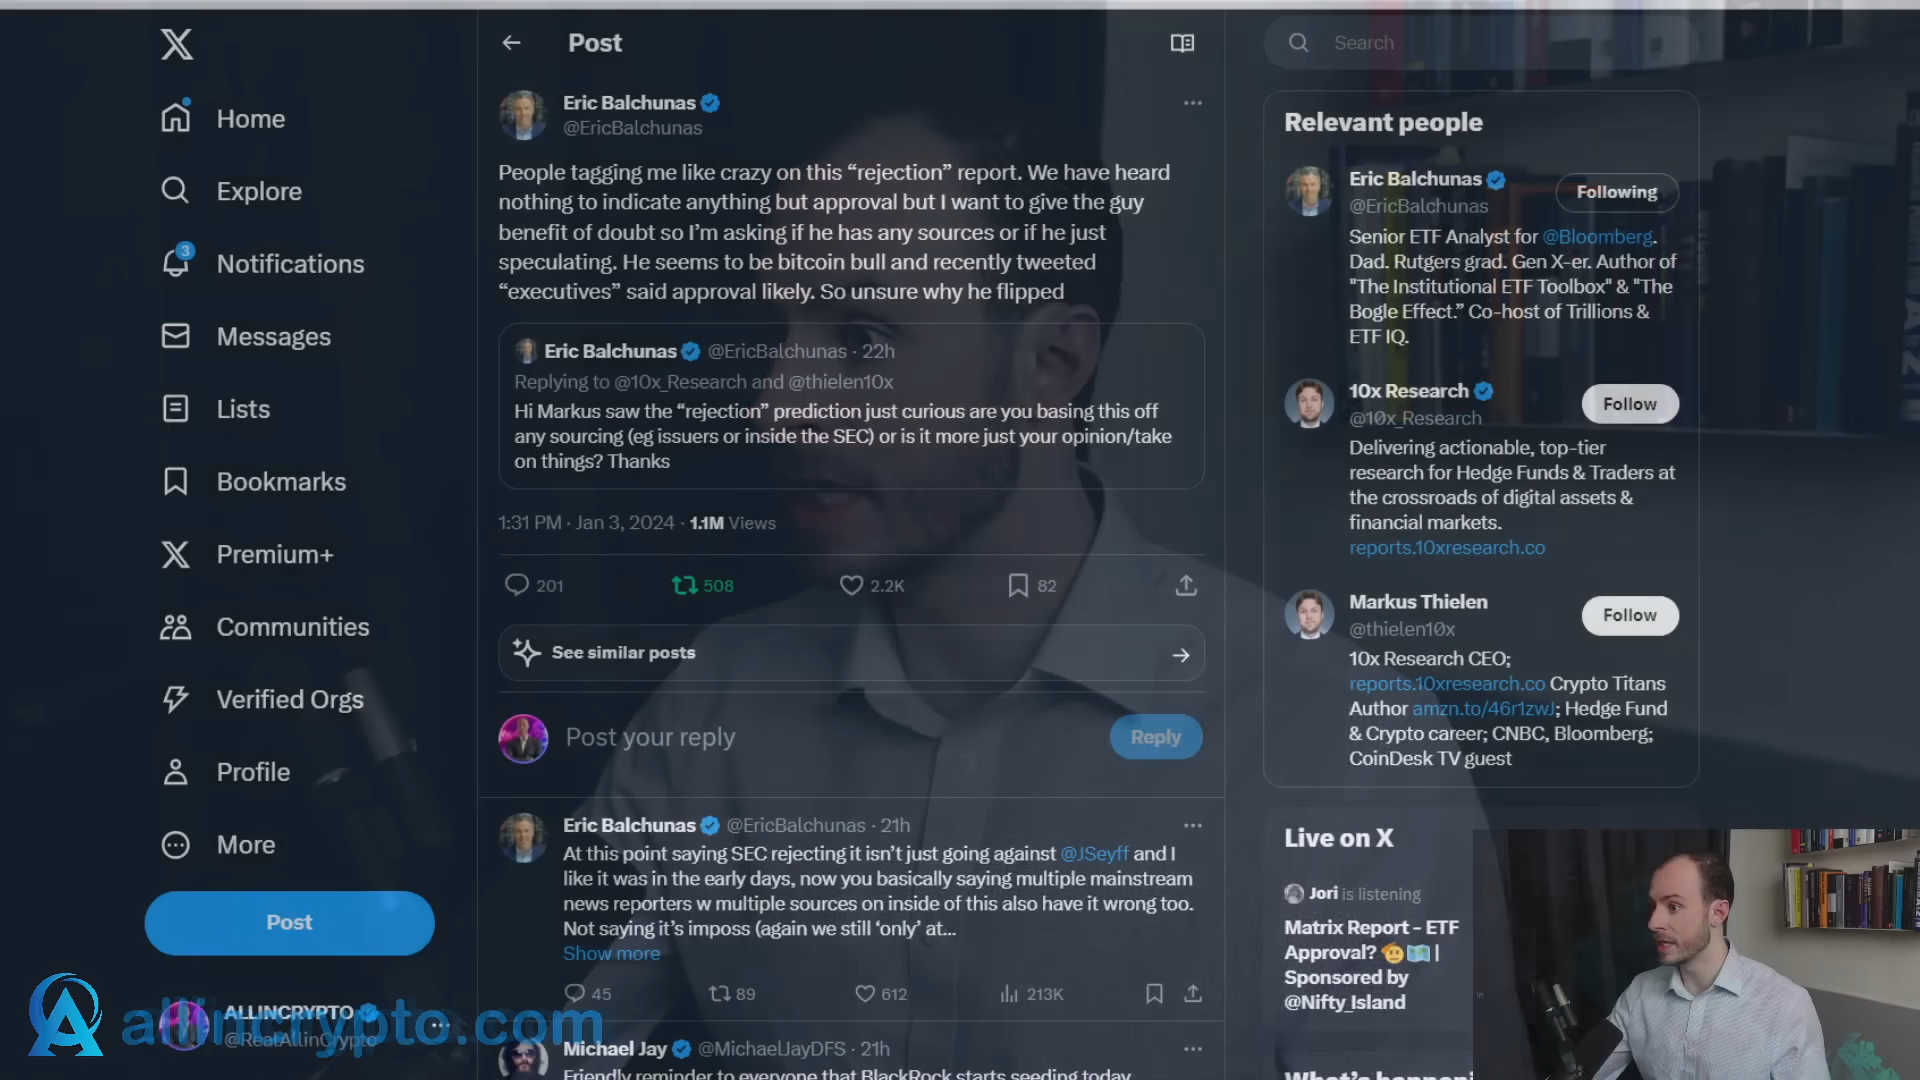 Home
Explore
3
Notifications
Messages
Lists
Bookmarks
Premium+
Communities
Verified Orgs
Profile
More
Post
ALLINCRYPTO
@RealAllinCrypto
allincrypto.com
Post
Eric Balchunas
@EricBalchunas
People tagging me like crazy on this “rejection” report. We have heard
nothing to indicate anything but approval but I want to give the guy
benefit of doubt so I’m asking if he has any sources or if he just
speculating. He seems to be bitcoin bull and recently tweeted
“executives” said approval likely. So unsure why he flipped
Eric Balchunas @EricBalchunas · 22h
Replying to @10x_Research and @thielen10x
Hi Markus saw the “rejection” prediction just curious are you basing this off
any sourcing (eg issuers or inside the SEC) or is it more just your opinion/take
on things? Thanks
1:31 PM · Jan 3, 2024 · 1.1M Views
201 508 2.2K 82
See similar posts
Post your reply
Reply
Eric Balchunas @EricBalchunas · 21h
At this point saying SEC rejecting it isn’t just going against @JSeyff and I
like it was in the early days, now you basically saying multiple mainstream
news reporters w multiple sources on inside of this also have it wrong too.
Not saying it’s imposs (again we still ‘only’ at...
Show more
45 89 612 213K
Michael Jay @MichaelJayDFS · 21h
Friendly reminder to everyone that BlackRock starts seeding today
Search
Relevant people
Eric Balchunas
Following
@EricBalchunas
Senior ETF Analyst for @Bloomberg.
Dad. Rutgers grad. Gen X-er. Author of
"The Institutional ETF Toolbox" & "The
Bogle Effect.” Co-host of Trillions &
ETF IQ.
10x Research
Follow
@10x_Research
Delivering actionable, top-tier
research for Hedge Funds & Traders at
the crossroads of digital assets &
financial markets.
reports.10xresearch.co
Markus Thielen
Follow
@thielen10x
10x Research CEO;
reports.10xresearch.co Crypto Titans
Author amzn.to/46r1zwJ; Hedge Fund
& Crypto career; CNBC, Bloomberg;
CoinDesk TV guest
Live on X
Jori is listening
Matrix Report - ETF
Approval? 🫡🗺️ |
Sponsored by
@Nifty_Island
What’s happeni